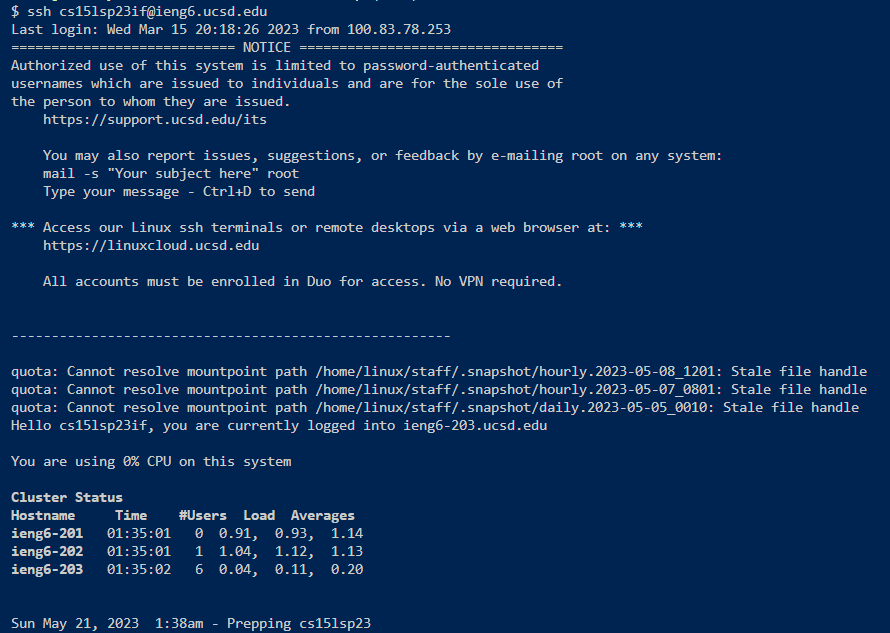 $ ssh cs15lsp23if@ieng6.ucsd.edu
Last login: Wed Mar 15 20:18:26 2023 from 100.83.78.253
============================ NOTICE =================================
Authorized use of this system is limited to password-authenticated
usernames which are issued to individuals and are for the sole use of
the person to whom they are issued.
https://support.ucsd.edu/its
You may also report issues, suggestions, or feedback by e-mailing root on any system:
mail -s "Your subject here" root
Type your message - Ctrl+D to send
*** Access our Linux ssh terminals or remote desktops via a web browser at: ***
https://linuxcloud.ucsd.edu
All accounts must be enrolled in Duo for access. No VPN required.
-------------------------------------------------------
quota: Cannot resolve mountpoint path /home/linux/staff/.snapshot/hourly.2023-05-08_1201: Stale file handle
quota: Cannot resolve mountpoint path /home/linux/staff/.snapshot/hourly.2023-05-07_0801: Stale file handle
quota: Cannot resolve mountpoint path /home/linux/staff/.snapshot/daily.2023-05-05_0010: Stale file handle
Hello cs15lsp23if, you are currently logged into ieng6-203.ucsd.edu
You are using 0% CPU on this system
Cluster Status
Hostname Time #Users Load Averages
ieng6-201 01:35:01 0 0.91, 0.93, 1.14
ieng6-202 01:35:01 1 1.04, 1.12, 1.13
ieng6-203 01:35:02 6 0.04, 0.11, 0.20
Sun May 21, 2023 1:38am - Prepping cs15lsp23